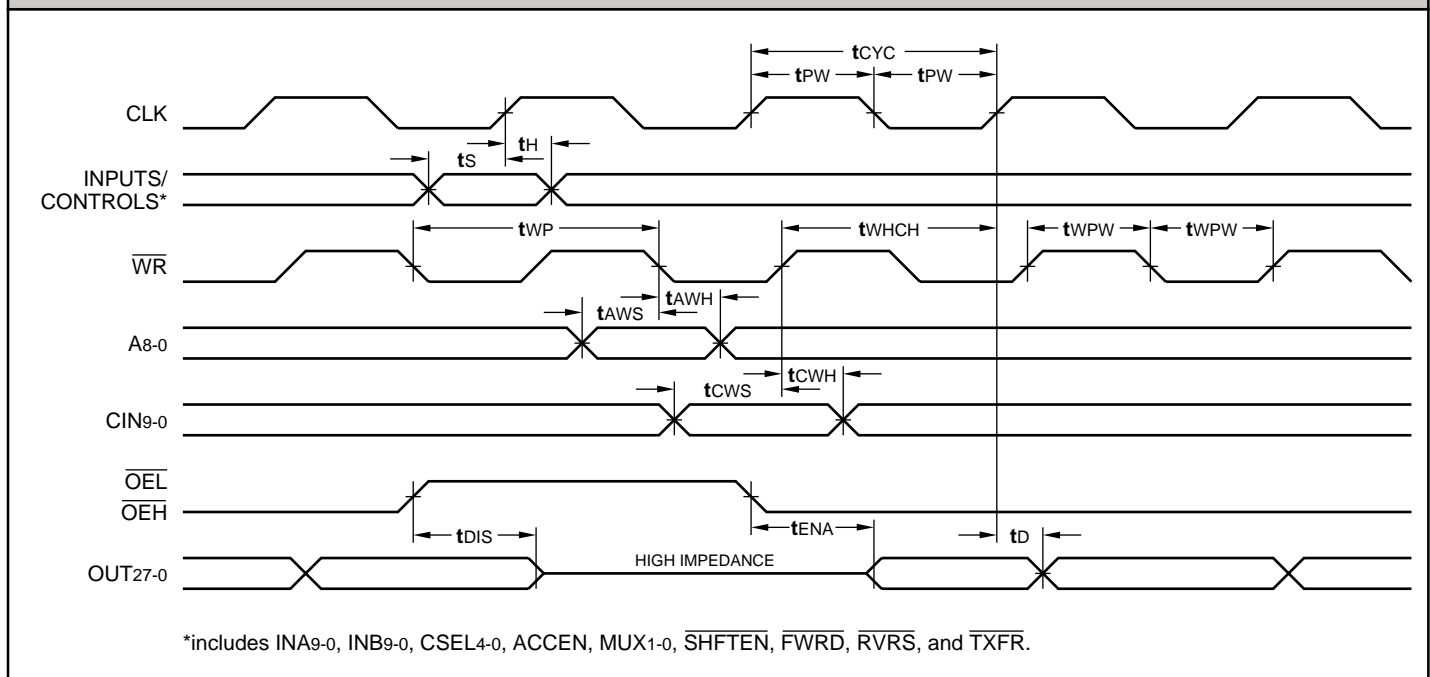 tCYC
tPW tPW
CLK
tS tH
INPUTS/
CONTROLS*
tWP tWHCH tWPW tWPW
WR
tAWS tAWH
A8-0
tCWS tCWH
CIN9-0
OEL
OEH
tDIS tENA tD
OUT27-0 HIGH IMPEDANCE
*includes INA9-0, INB9-0, CSEL4-0, ACCEN, MUX1-0, SHFTEN, FWRD, RVRS, and TXFR.